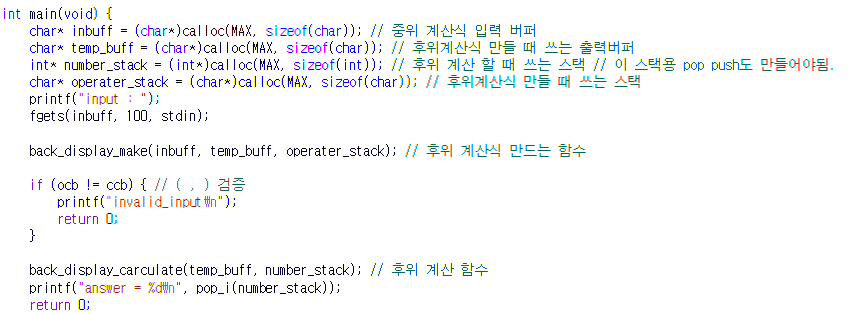 int main(void) {
    char* inbuff = (char*)calloc(MAX, sizeof(char)); // 중위 계산식 입력 버퍼
    char* temp_buff = (char*)calloc(MAX, sizeof(char)); // 후위계산식 만들 때 쓰는 출력버퍼
    int* number_stack = (int*)calloc(MAX, sizeof(int)); // 후위 계산 할 때 쓰는 스택 // 이 스택용 pop push도 만들어야됨.
    char* operater_stack = (char*)calloc(MAX, sizeof(char)); // 후위계산식 만들 때 쓰는 스택
    printf("input : ");
    fgets(inbuff, 100, stdin);

    back_display_make(inbuff, temp_buff, operater_stack); // 후위 계산식 만드는 함수

    if (ocb != ccb) { // ( , ) 검증
        printf("invalid_input₩n");
        return 0;
    }

    back_display_carculate(temp_buff, number_stack); // 후위 계산 함수
    printf("answer = %d₩n", pop_i(number_stack));
    return 0;